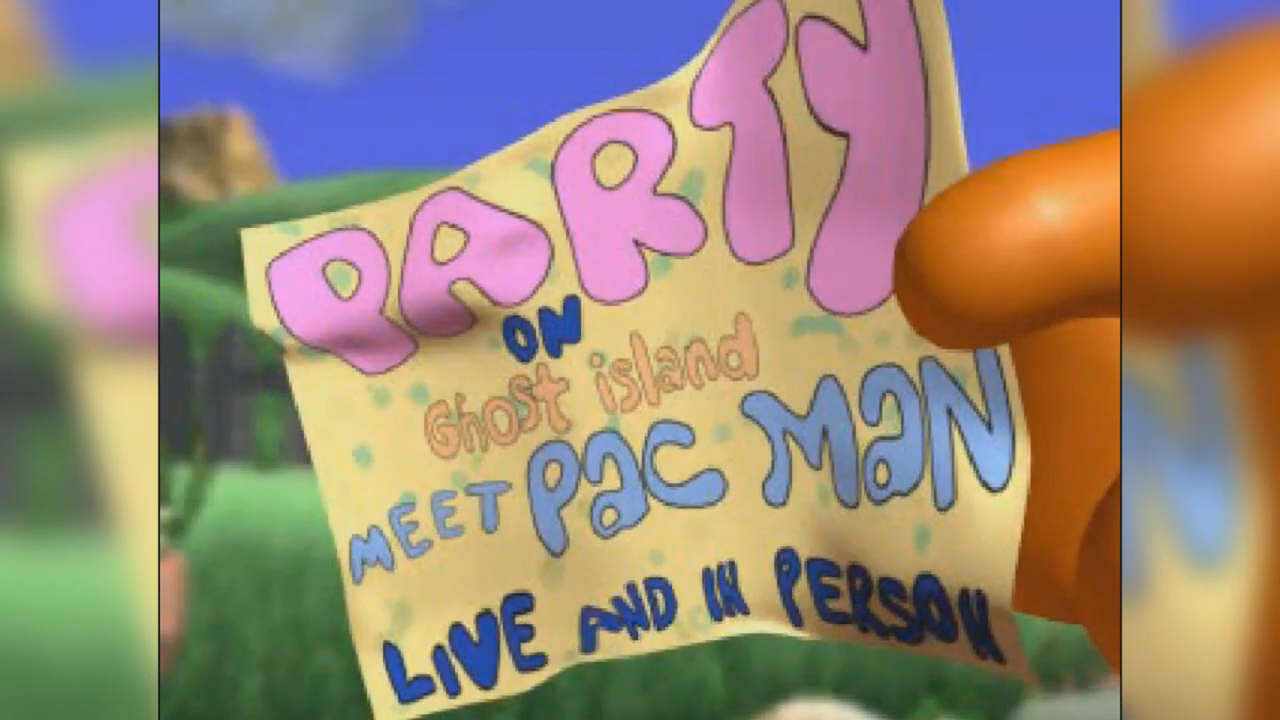 PARTY
ON
Ghost island
MEET PaC MaN
LIVE AND IN PERSON